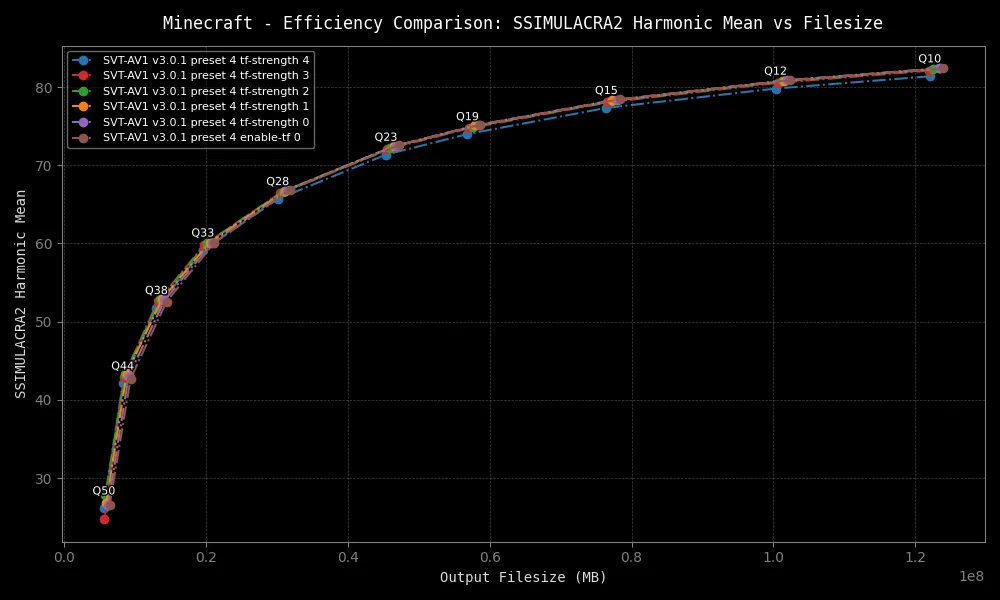 Minecraft - Efficiency Comparison: SSIMULACRA2 Harmonic Mean vs Filesize
SVT-AV1 v3.0.1 preset 4 tf-strength 4
SVT-AV1 v3.0.1 preset 4 tf-strength 3
SVT-AV1 v3.0.1 preset 4 tf-strength 2
SVT-AV1 v3.0.1 preset 4 tf-strength 1
SVT-AV1 v3.0.1 preset 4 tf-strength 0
SVT-AV1 v3.0.1 preset 4 enable-tf 0
Q10
Q12
Q15
Q19
Q23
Q28
Q33
Q38
Q44
Q50
80
70
60
50
40
30
SSIMULACRA2 Harmonic Mean
0.0
0.2
0.4
0.6
0.8
1.0
1.2
1e8
Output Filesize (MB)